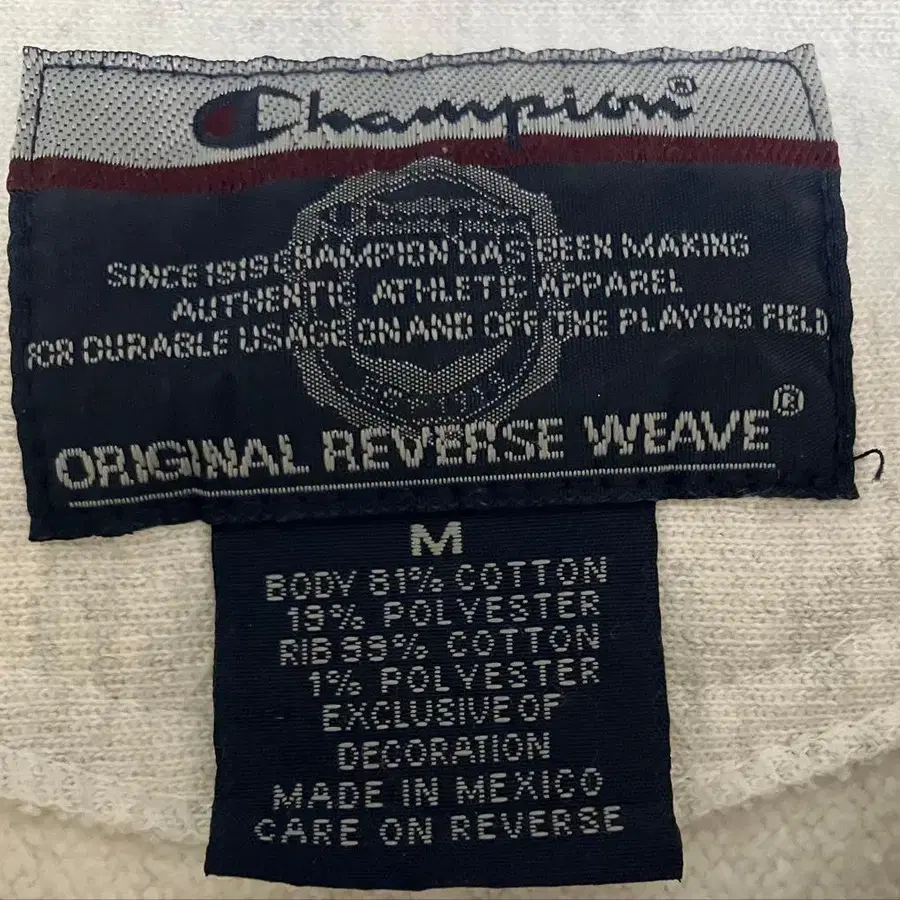 Champion®
Champion
SINCE 1919 CHAMPION HAS BEEN MAKING
AUTHENTIC ATHLETIC APPAREL
FOR DURABLE USAGE ON AND OFF THE PLAYING FIELD
ORIGINAL REVERSE WEAVE®
M
BODY 81% COTTON
19% POLYESTER
RIB 99% COTTON
1% POLYESTER
EXCLUSIVE OF
DECORATION
MADE IN MEXICO
CARE ON REVERSE